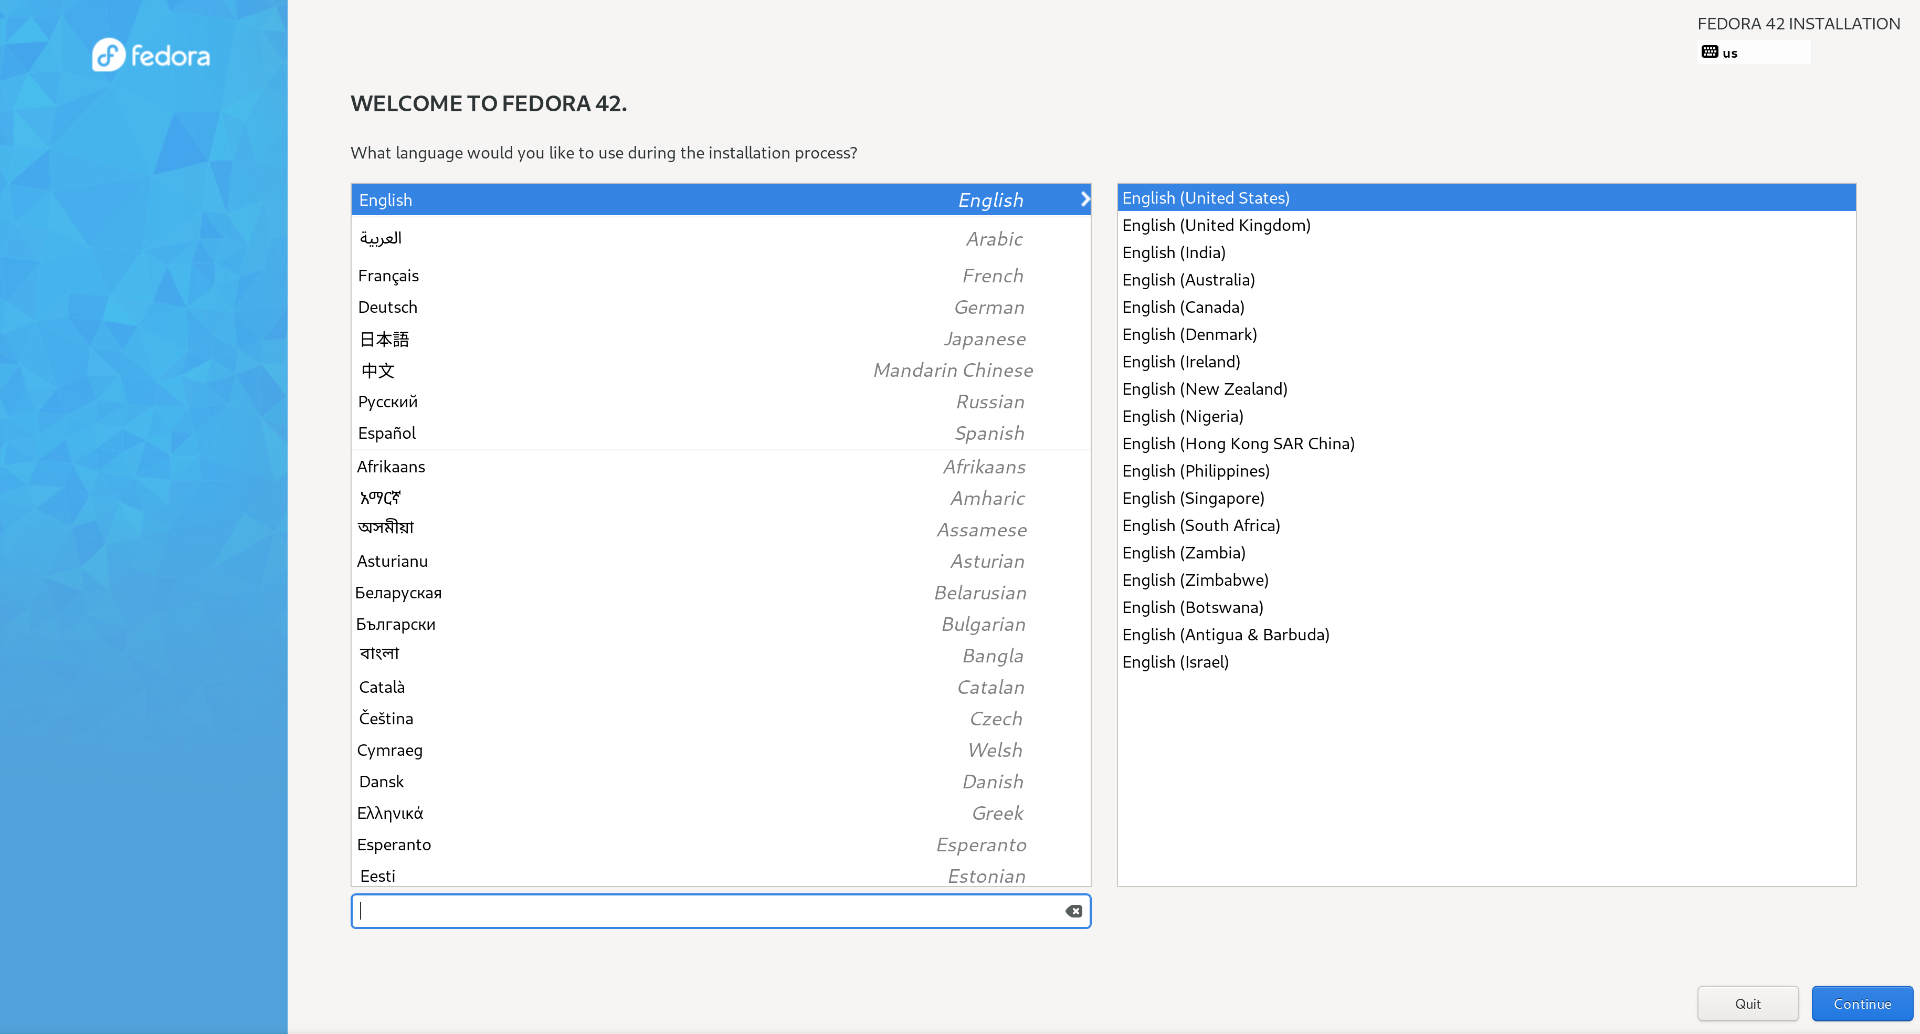 fedora
FEDORA 42 INSTALLATION
us
WELCOME TO FEDORA 42.
What language would you like to use during the installation process?
English English
العربية Arabic
Français French
Deutsch German
日本語 Japanese
中文 Mandarin Chinese
Русский Russian
Español Spanish
Afrikaans Afrikaans
አማርኛ Amharic
অসমীয়া Assamese
Asturianu Asturian
Беларуская Belarusian
Български Bulgarian
বাংলা Bangla
Català Catalan
Čeština Czech
Cymraeg Welsh
Dansk Danish
Ελληνικά Greek
Esperanto Esperanto
Eesti Estonian
English (United States)
English (United Kingdom)
English (India)
English (Australia)
English (Canada)
English (Denmark)
English (Ireland)
English (New Zealand)
English (Nigeria)
English (Hong Kong SAR China)
English (Philippines)
English (Singapore)
English (South Africa)
English (Zambia)
English (Zimbabwe)
English (Botswana)
English (Antigua & Barbuda)
English (Israel)
Quit
Continue